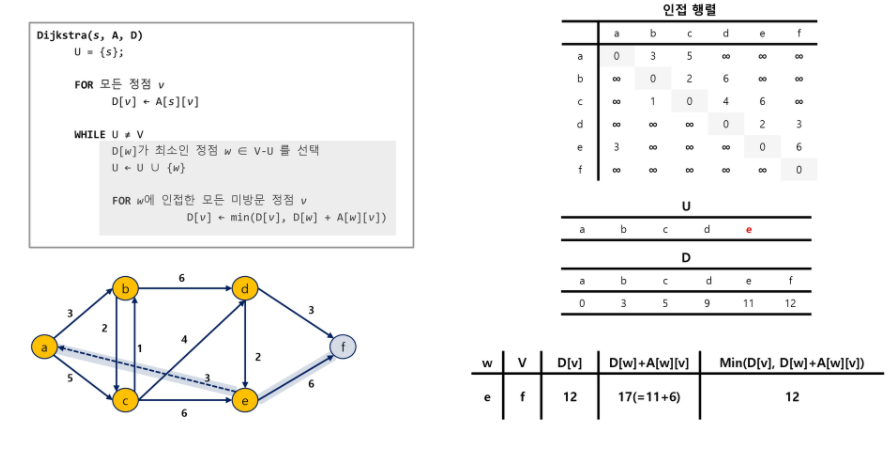 Dijkstra(s, A, D)
U = {s};
FOR 모든 정점 v
D[v] ← A[s][v]
WHILE U ≠ V
D[w]가 최소인 정점 w ∈ V-U 를 선택
U ← U ∪ {w}
FOR w에 인접한 모든 미방문 정점 v
D[v] ← min(D[v], D[w] + A[w][v])
인접 행렬
a b c d e f
a 0 3 5 ∞ ∞ ∞
b ∞ 0 2 6 ∞ ∞
c ∞ 1 0 4 6 ∞
d ∞ ∞ ∞ 0 2 3
e 3 ∞ ∞ ∞ 0 6
f ∞ ∞ ∞ ∞ ∞ 0
U
a b c d e
D
a b c d e f
0 3 5 9 11 12
6
b d
3 3
2 4
1
a 2 f
3
5 6
c e
6
w V D[v] D[w]+A[w][v] Min(D[v], D[w]+A[w][v])
e f 12 17(=11+6) 12